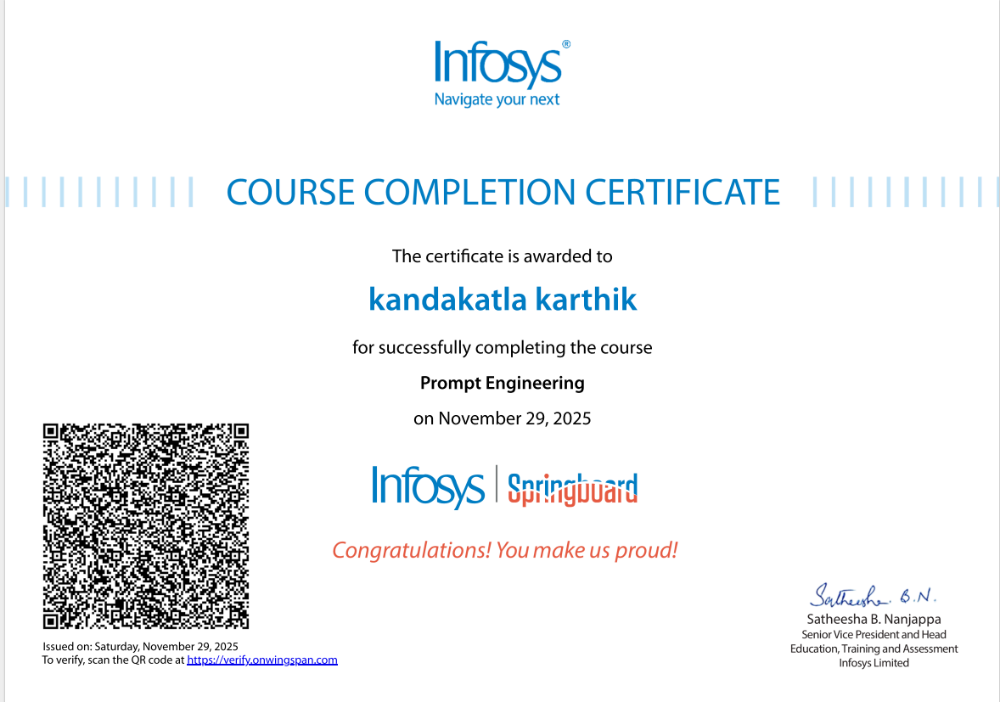 Infosys®
Navigate your next
COURSE COMPLETION CERTIFICATE
The certificate is awarded to
kandakatla karthik
for successfully completing the course
Prompt Engineering
on November 29, 2025
Infosys | Springboard
Congratulations! You make us proud!
Issued on: Saturday, November 29, 2025
To verify, scan the QR code at https://verify.onwingspan.com
Satheesha B.N.
Satheesha B. Nanjappa
Senior Vice President and Head
Education, Training and Assessment
Infosys Limited